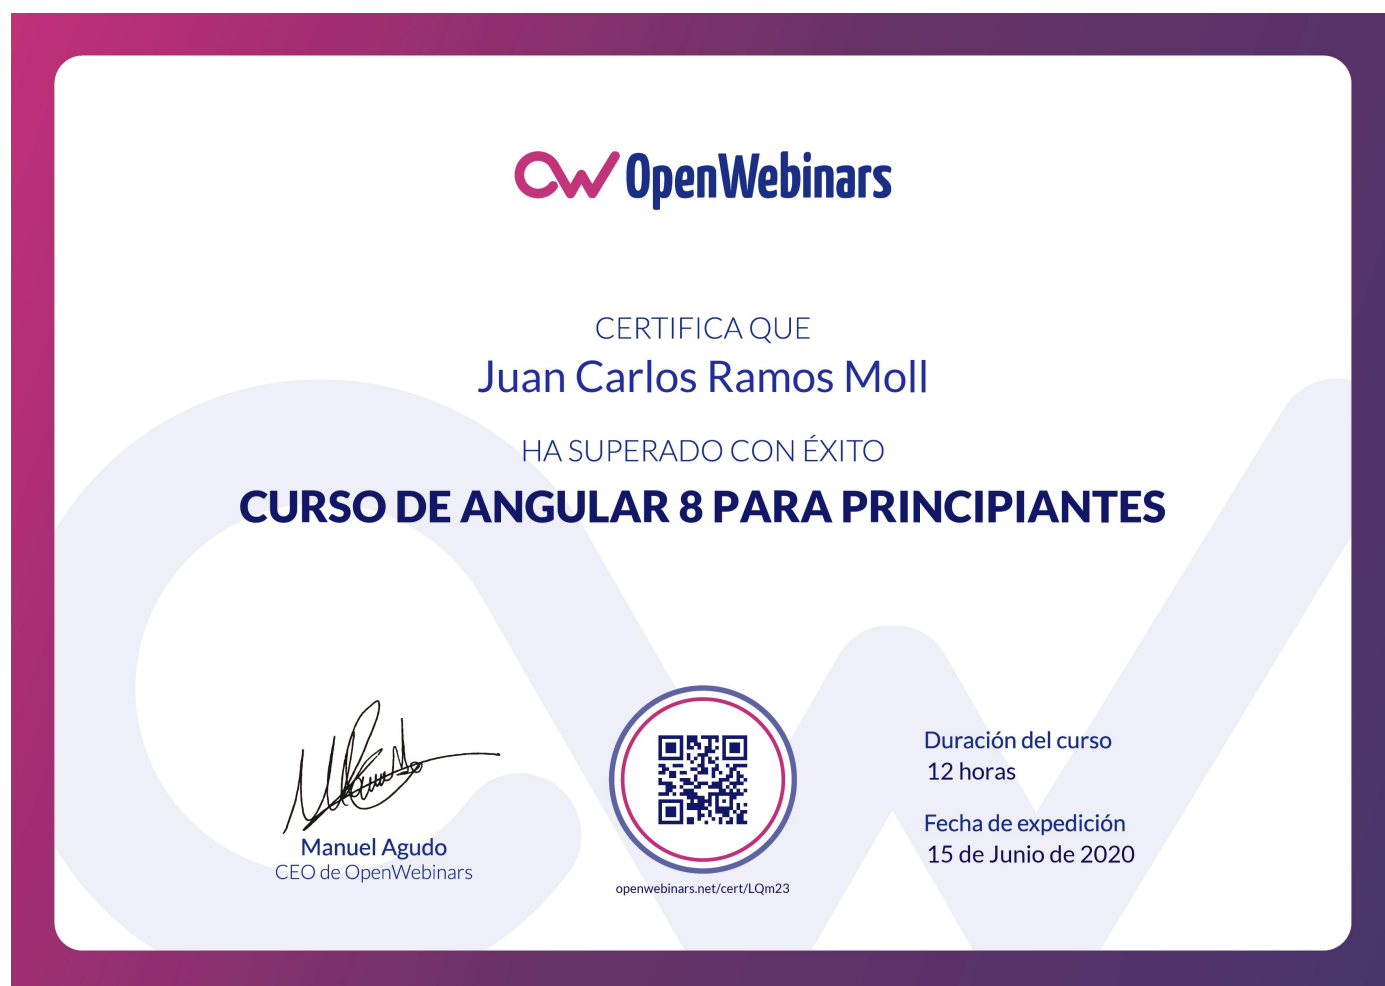 OpenWebinars
CERTIFICA QUE
Juan Carlos Ramos Moll
HA SUPERADO CON ÉXITO
CURSO DE ANGULAR 8 PARA PRINCIPIANTES
Manuel Agudo
CEO de OpenWebinars
openwebinars.net/cert/LQm23
Duración del curso
12 horas
Fecha de expedición
15 de Junio de 2020